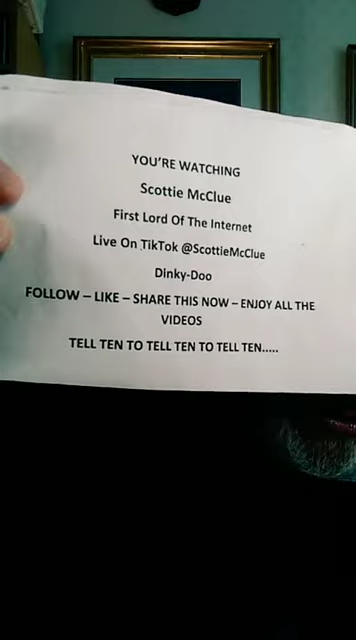 YOU'RE WATCHING
Scottie McClue
First Lord Of The Internet
Live On TikTok @ScottieMcClue
Dinky-Doo
FOLLOW – LIKE – SHARE THIS NOW – ENJOY ALL THE
VIDEOS
TELL TEN TO TELL TEN TO TELL TEN.....